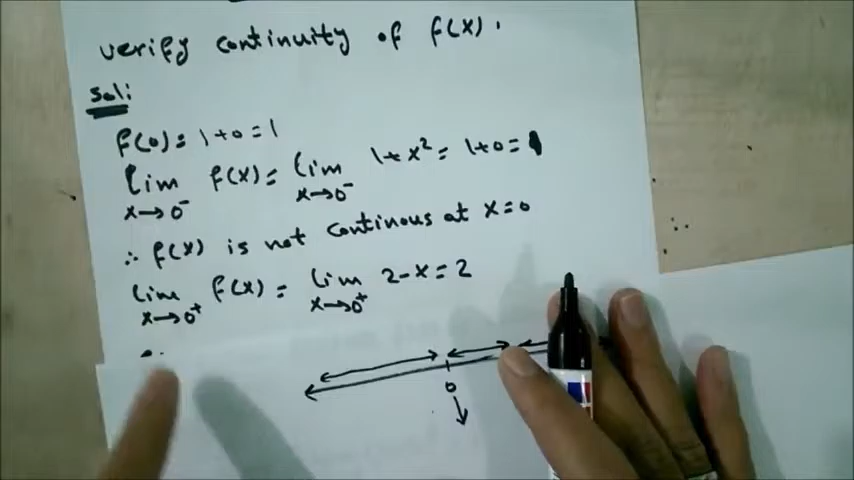 verify continuity of f(x).
sol:
f(0) = 1+0 = 1
lim x→0⁻ f(x) = lim x→0⁻ 1+x² = 1+0 = 1
∴ f(x) is not continous at x=0
lim x→0⁺ f(x) = lim x→0⁺ 2-x = 2
0